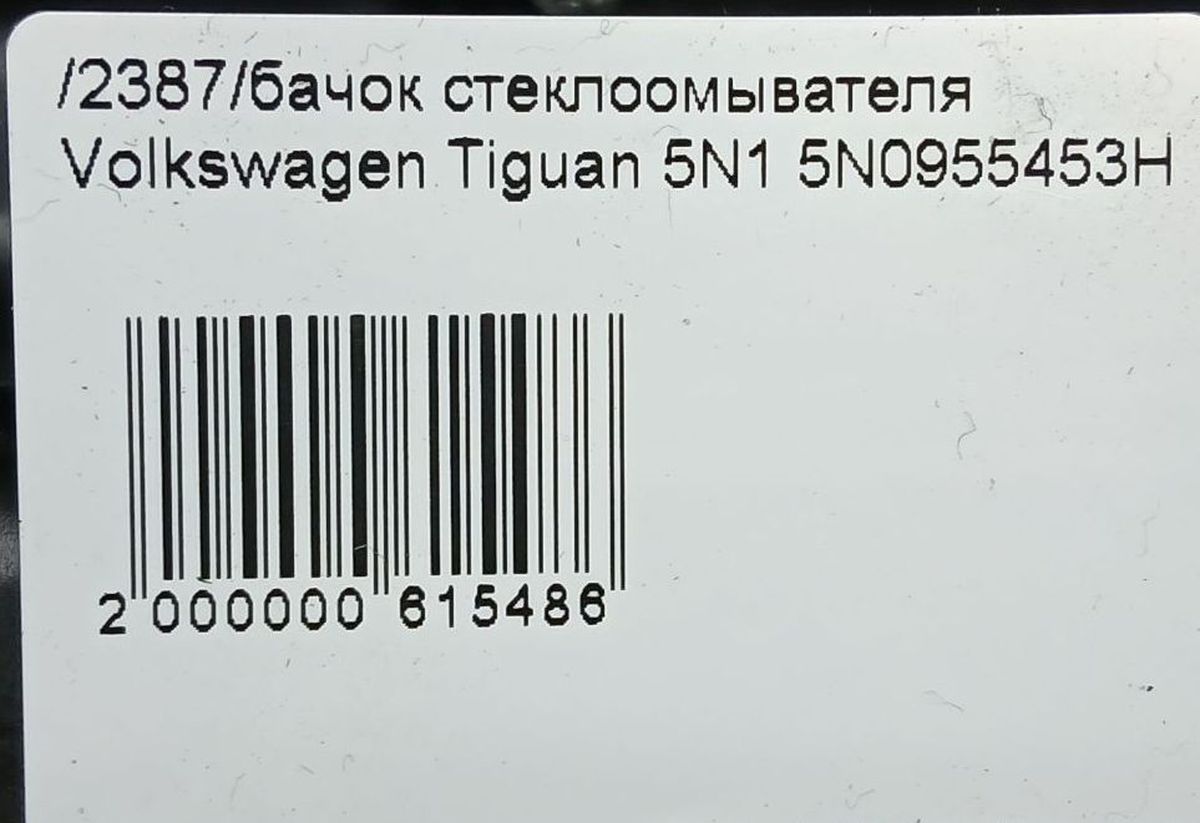 /2387/бачок стеклоомывателя
Volkswagen Tiguan 5N1 5N0955453H
2 000000 615486